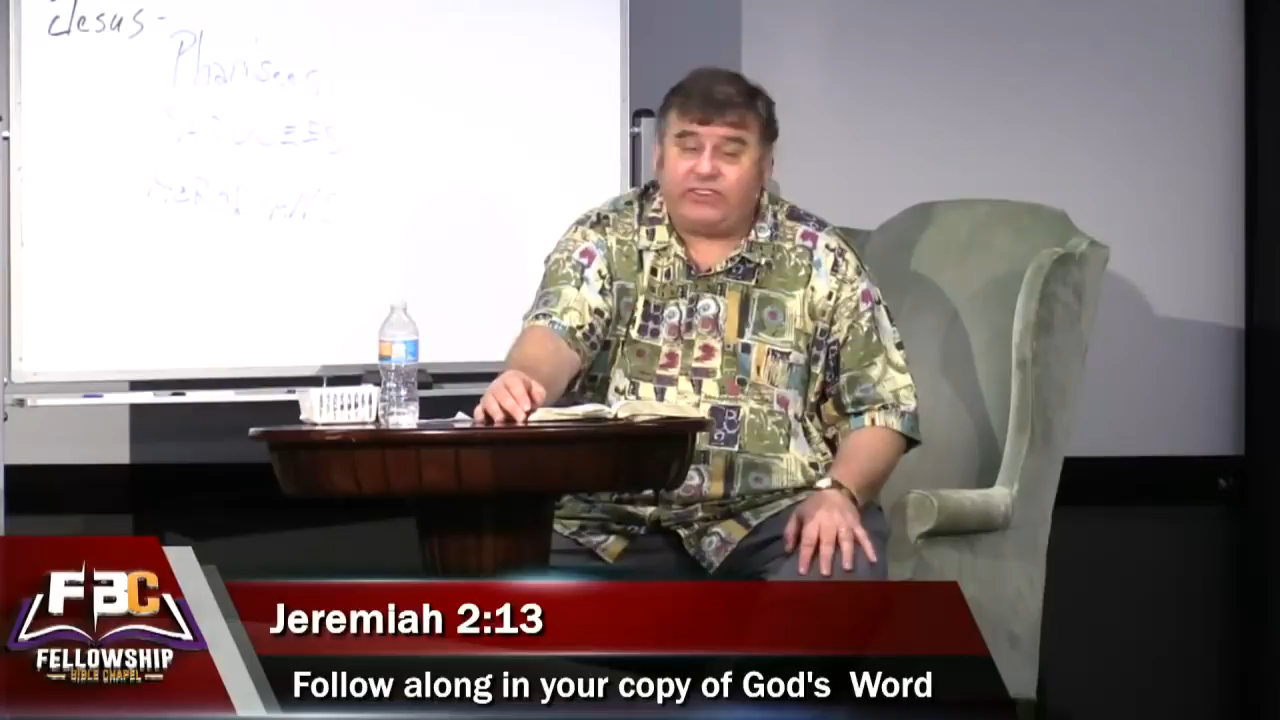 Jesus-
Pharisees
FBC
FELLOWSHIP
BIBLE CHAPEL
Jeremiah 2:13
Follow along in your copy of God's Word